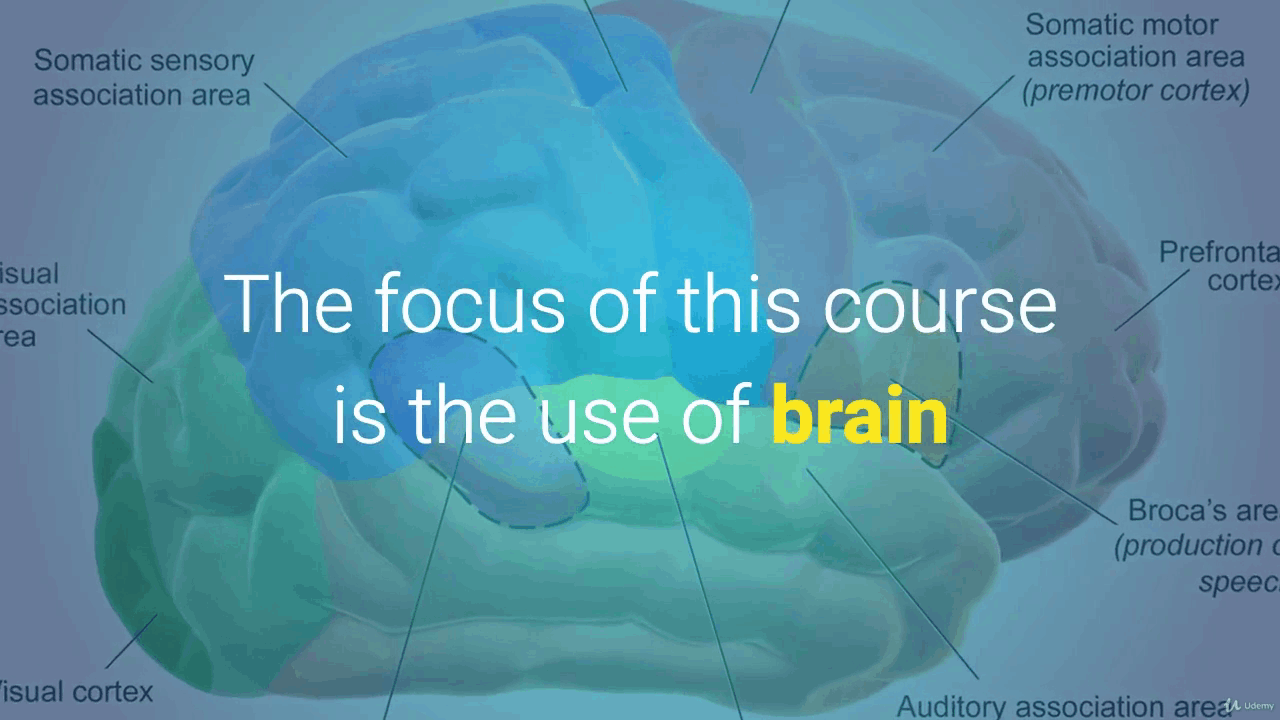 Somatic sensory
association area
Somatic motor
association area
(premotor cortex)
isual
ssociation
rea
Prefronta
cortex
The focus of this course
is the use of brain
Broca's are
(production o
speec
isual cortex
Auditory association area
Udemy